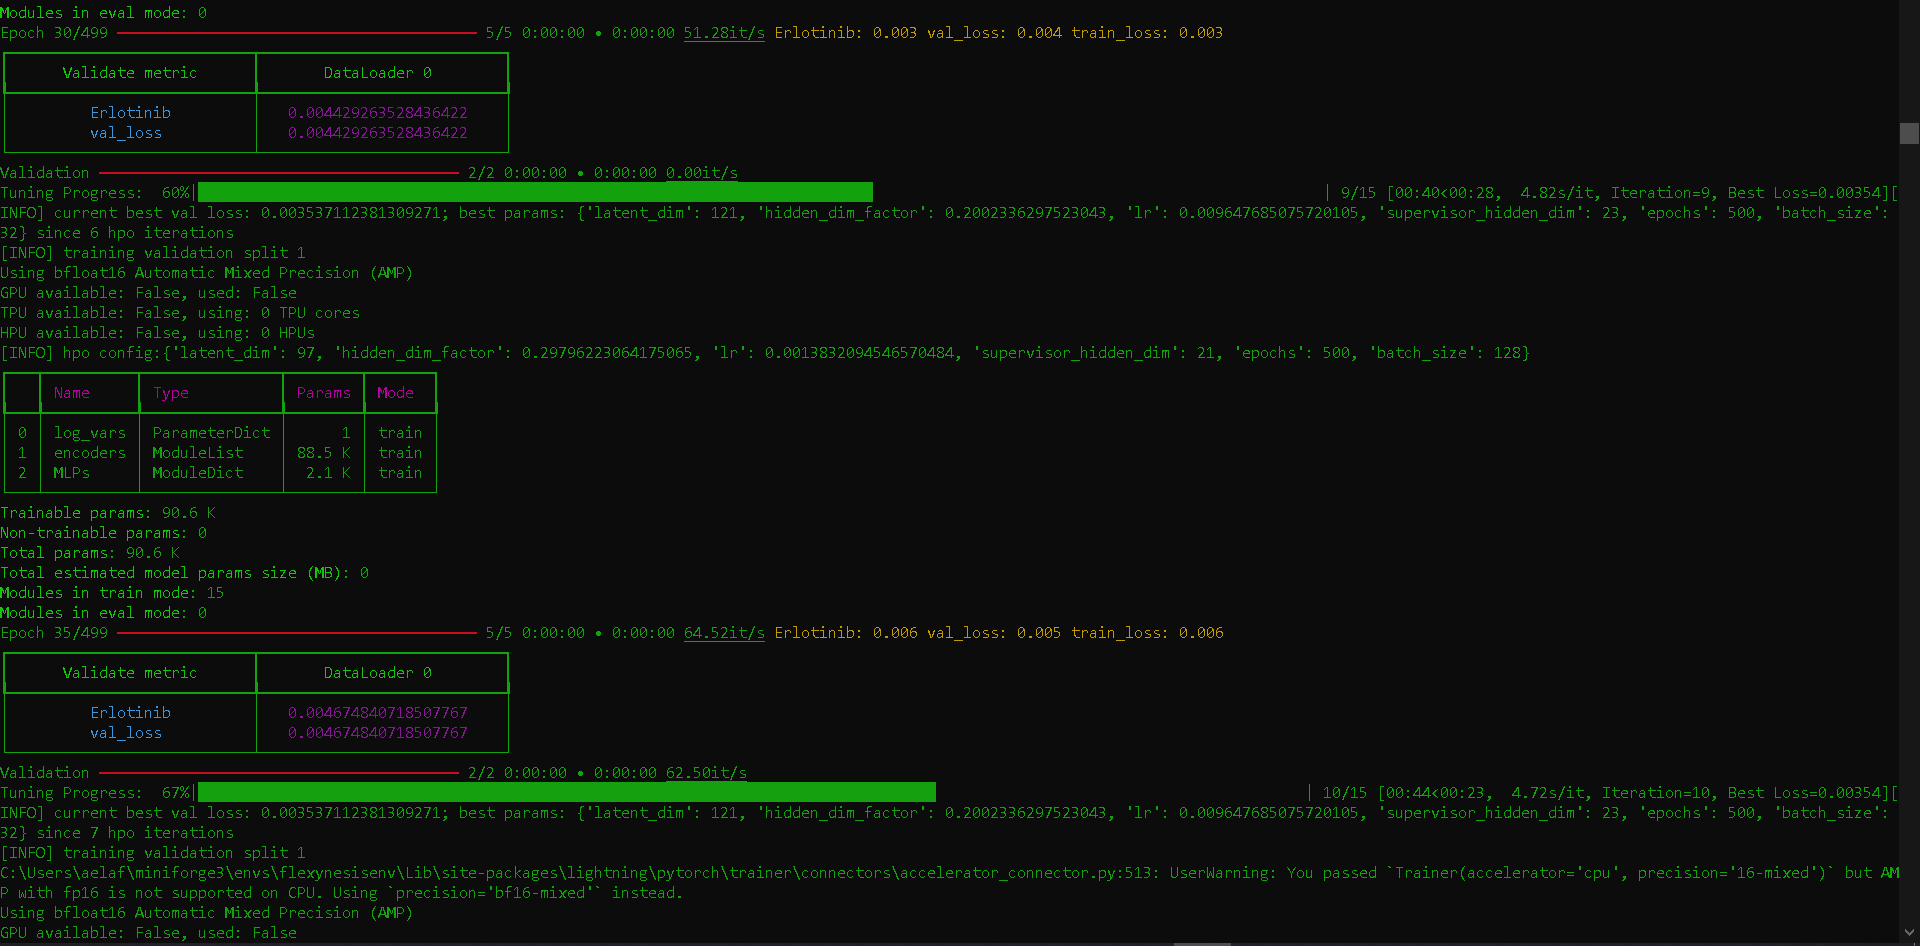 Modules in eval mode: 0
Epoch 30/499 5/5 0:00:00 • 0:00:00 51.28it/s Erlotinib: 0.003 val_loss: 0.004 train_loss: 0.003
Validate metric DataLoader 0
Erlotinib 0.004429263528436422
val_loss 0.004429263528436422
Validation 2/2 0:00:00 • 0:00:00 0.00it/s
Tuning Progress: 60%| | 9/15 [00:40<00:28, 4.82s/it, Iteration=9, Best Loss=0.00354][
INFO] current best val loss: 0.003537112381309271; best params: {'latent_dim': 121, 'hidden_dim_factor': 0.2002336297523043, 'lr': 0.009647685075720105, 'supervisor_hidden_dim': 23, 'epochs': 500, 'batch_size':
32} since 6 hpo iterations
[INFO] training validation split 1
Using bfloat16 Automatic Mixed Precision (AMP)
GPU available: False, used: False
TPU available: False, using: 0 TPU cores
HPU available: False, using: 0 HPUs
[INFO] hpo config:{'latent_dim': 97, 'hidden_dim_factor': 0.29796223064175065, 'lr': 0.0013832094546570484, 'supervisor_hidden_dim': 21, 'epochs': 500, 'batch_size': 128}
Name Type Params Mode
0 log_vars ParameterDict 1 train
1 encoders ModuleList 88.5 K train
2 MLPs ModuleDict 2.1 K train
Trainable params: 90.6 K
Non-trainable params: 0
Total params: 90.6 K
Total estimated model params size (MB): 0
Modules in train mode: 15
Modules in eval mode: 0
Epoch 35/499 5/5 0:00:00 • 0:00:00 64.52it/s Erlotinib: 0.006 val_loss: 0.005 train_loss: 0.006
Validate metric DataLoader 0
Erlotinib 0.004674840718507767
val_loss 0.004674840718507767
Validation 2/2 0:00:00 • 0:00:00 62.50it/s
Tuning Progress: 67%| | 10/15 [00:44<00:23, 4.72s/it, Iteration=10, Best Loss=0.00354][
INFO] current best val loss: 0.003537112381309271; best params: {'latent_dim': 121, 'hidden_dim_factor': 0.2002336297523043, 'lr': 0.009647685075720105, 'supervisor_hidden_dim': 23, 'epochs': 500, 'batch_size':
32} since 7 hpo iterations
[INFO] training validation split 1
C:\Users\aelaf\miniforge3\envs\flexynesisenv\Lib\site-packages\lightning\pytorch\trainer\connectors\accelerator_connector.py:513: UserWarning: You passed `Trainer(accelerator='cpu', precision='16-mixed')` but AM
P with fp16 is not supported on CPU. Using `precision='bf16-mixed'` instead.
Using bfloat16 Automatic Mixed Precision (AMP)
GPU available: False, used: False